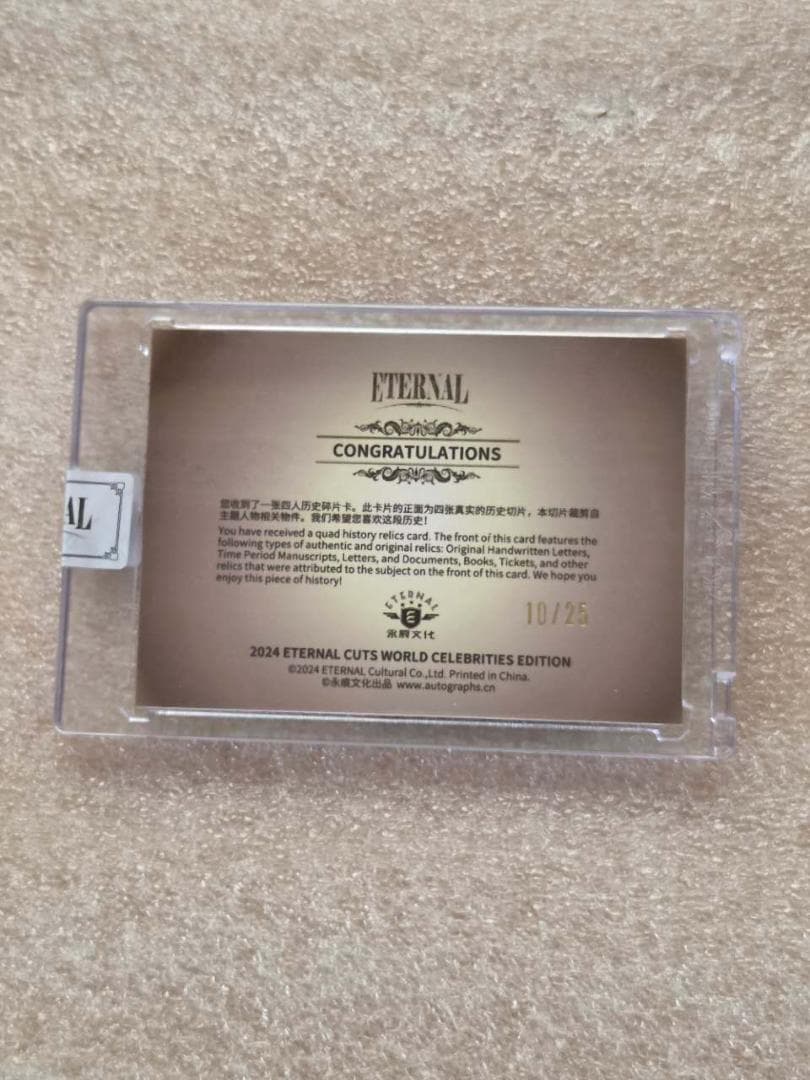 ETERNAL
CONGRATULATIONS
您收到了一张四人历史碎片卡。此卡片的正面为四张真实的历史切片，本切片裁剪自
主题人物相关物件。我们希望您喜欢这段历史！
You have received a quad history relics card. The front of this card features the
following types of authentic and original relics: Original Handwritten Letters,
Time Period Manuscripts, Letters, and Documents, Books, Tickets, and other
relics that were attributed to the subject on the front of this card. We hope you
enjoy this piece of history!
AL
ETERNAL
永痕文化
10/25
2024 ETERNAL CUTS WORLD CELEBRITIES EDITION
©2024 ETERNAL Cultural Co.,Ltd. Printed in China.
©永痕文化出品 www.autographs.cn